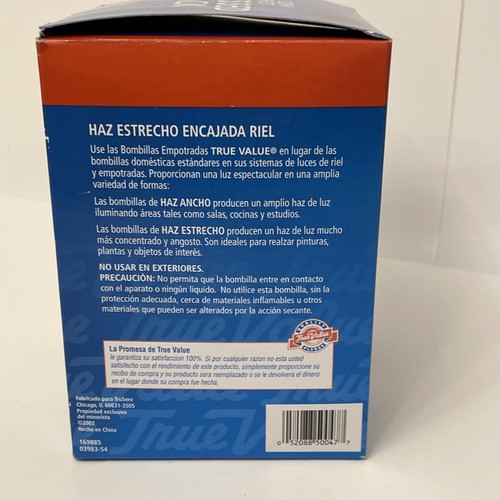 HAZ ESTRECHO ENCAJADA RIEL
Use las Bombillas Empotradas TRUE VALUE® en lugar de las
bombillas domésticas estándares en sus sistemas de luces de riel
y empotradas. Proporcionan una luz espectacular en una amplia
variedad de formas:
Las bombillas de HAZ ANCHO producen un amplio haz de luz
iluminando áreas tales como salas, cocinas y estudios.
Las bombillas de HAZ ESTRECHO producen un haz de luz mucho
más concentrado y angosto. Son ideales para realzar pinturas,
plantas y objetos de interés.
NO USAR EN EXTERIORES.
PRECAUCIÓN: No permita que la bombilla entre en contacto
con el aparato o ningún líquido. No utilice esta bombilla, sin la
protección adecuada, cerca de materiales inflamables u otros
materiales que pueden ser alterados por la acción secante.
True Value
La Promesa de True Value
le garantiza su satisfaccion 100%. Si por cualquier razon no esta usted
satisfecho con el rendimiento de este producto, simplemente proporcione su
recibo de compra y su producto será reemplazado o se le devolvera el dinero
en el lugar donde su compra fue hecha.
Fabricado para TruServ
Chicago, IL 60631-3505
Propiedad exclusiva
del minorista
©2003
Hecho en China
169885
03983-54
0 52088 50047 7
True Value